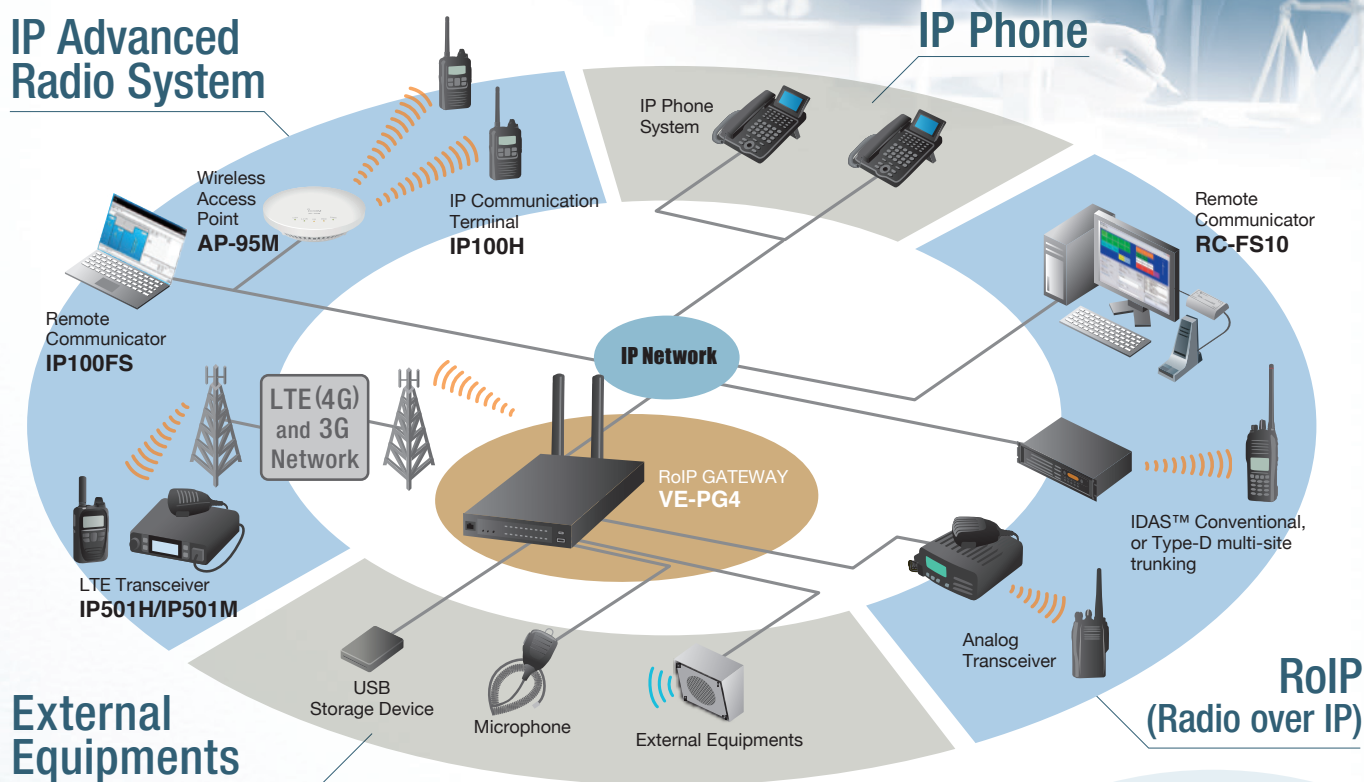 IP Advanced
Radio System
IP Phone
IP Phone
System
Wireless
Access
Point
AP-95M
IP Communication
Terminal
IP100H
Remote
Communicator
RC-FS10
Remote
Communicator
IP100FS
IP Network
LTE(4G)
and 3G
Network
RoIP GATEWAY
VE-PG4
IDAS™ Conventional,
or Type-D multi-site
trunking
LTE Transceiver
IP501H/IP501M
Analog
Transceiver
USB
Storage Device
Microphone
External Equipments
External
Equipments
RoIP
(Radio over IP)